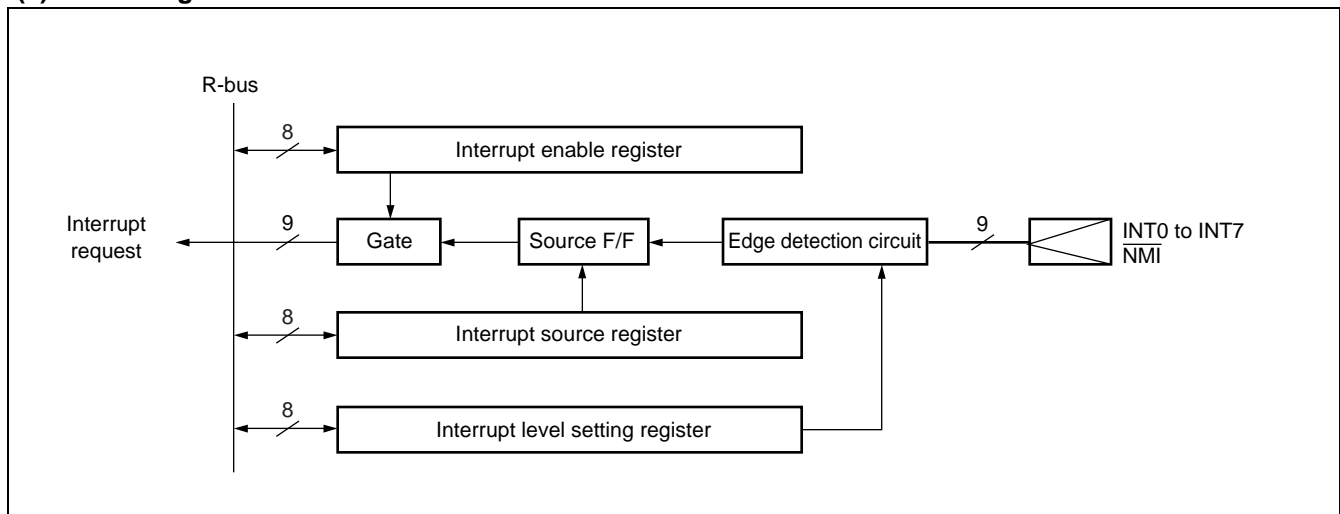 R-bus
8
Interrupt enable register
Interrupt
request
9
Gate
Source F/F
Edge detection circuit
9
INT0 to INT7
NMI
8
Interrupt source register
8
Interrupt level setting register